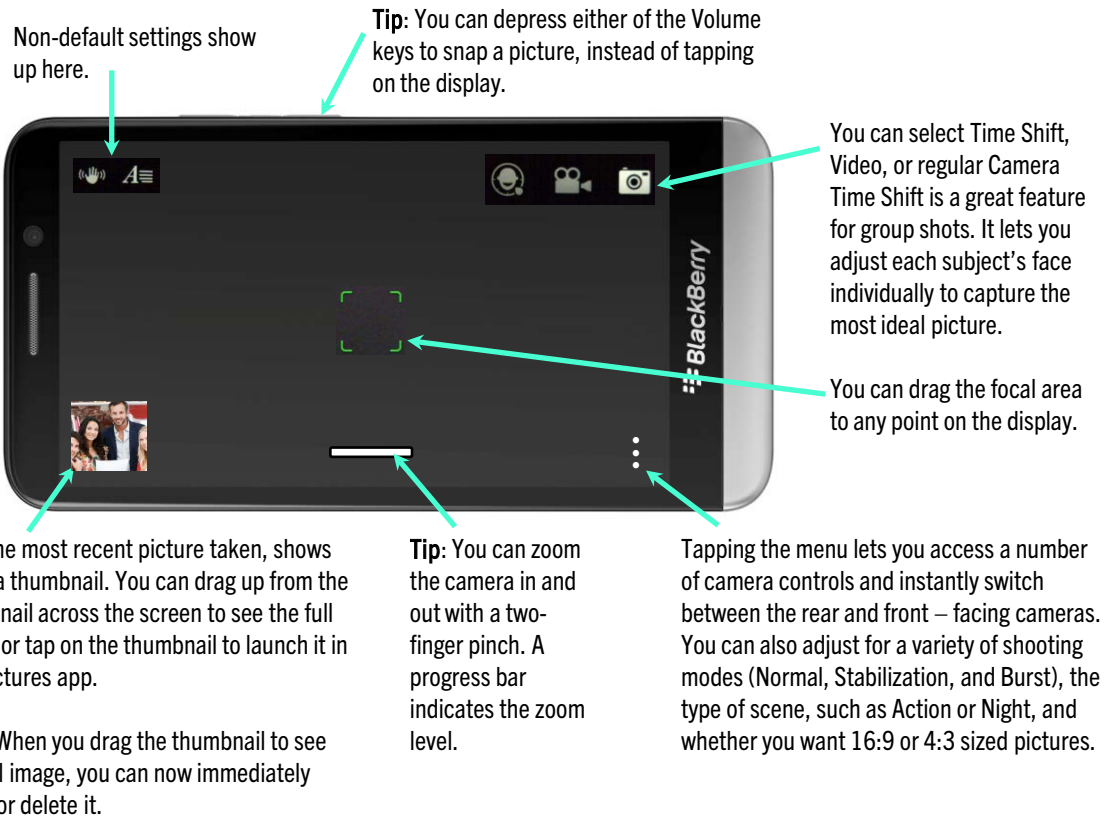 Non-default settings show
up here.
Tip: You can depress either of the Volume
keys to snap a picture, instead of tapping
on the display.
You can select Time Shift,
Video, or regular Camera
Time Shift is a great feature
for group shots. It lets you
adjust each subject's face
individually to capture the
most ideal picture.
BlackBerry
You can drag the focal area
to any point on the display.
most recent picture taken, shows
a thumbnail. You can drag up from the
across the screen to see the full
or tap on the thumbnail to launch it in
app.
When you drag the thumbnail to see
image, you can now immediately
or delete it.
Tip: You can zoom
the camera in and
out with a two-
finger pinch. A
progress bar
indicates the zoom
level.
Tapping the menu lets you access a number
of camera controls and instantly switch
between the rear and front – facing cameras.
You can also adjust for a variety of shooting
modes (Normal, Stabilization, and Burst), the
type of scene, such as Action or Night, and
whether you want 16:9 or 4:3 sized pictures.